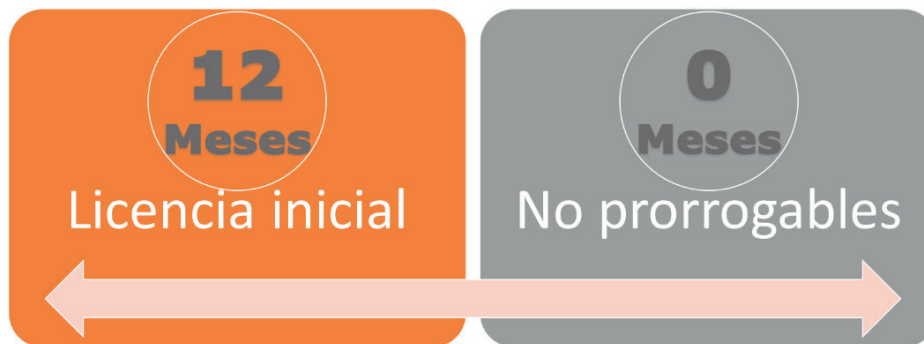 12
Meses
Licencia inicial
0
Meses
No prorrogables